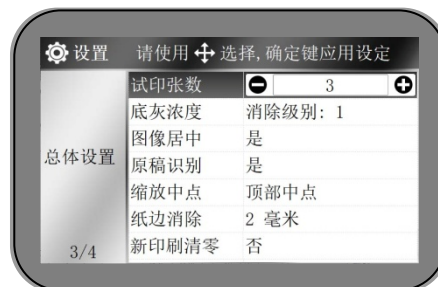 设置 请使用 选择,确定键应用设定
试印张数 3
底灰浓度 消除级别: 1
图像居中 是
总体设置
原稿识别 是
缩放中点 顶部中点
纸边消除 2 毫米
3/4
新印刷清零 否